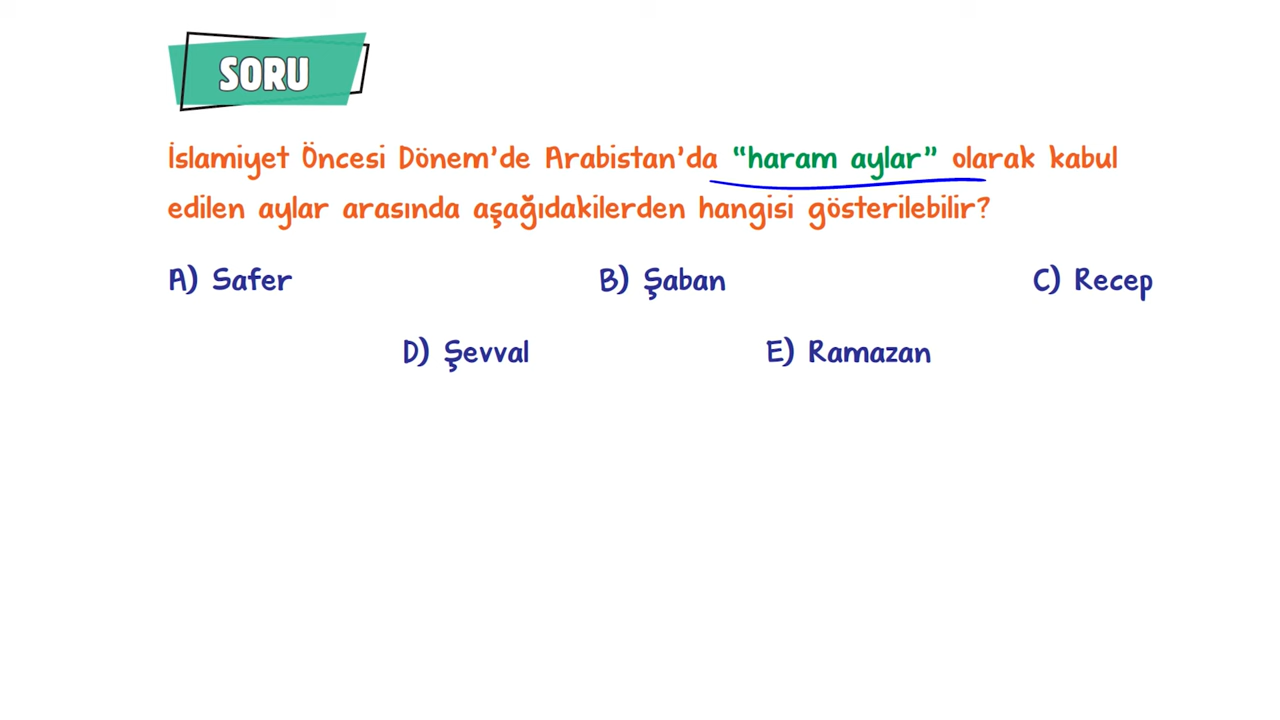 SORU
İslamiyet Öncesi Dönem'de Arabistan'da “haram aylar” olarak kabul
edilen aylar arasında aşağıdakilerden hangisi gösterilebilir?
A) Safer B) Şaban C) Recep
D) Şevval E) Ramazan